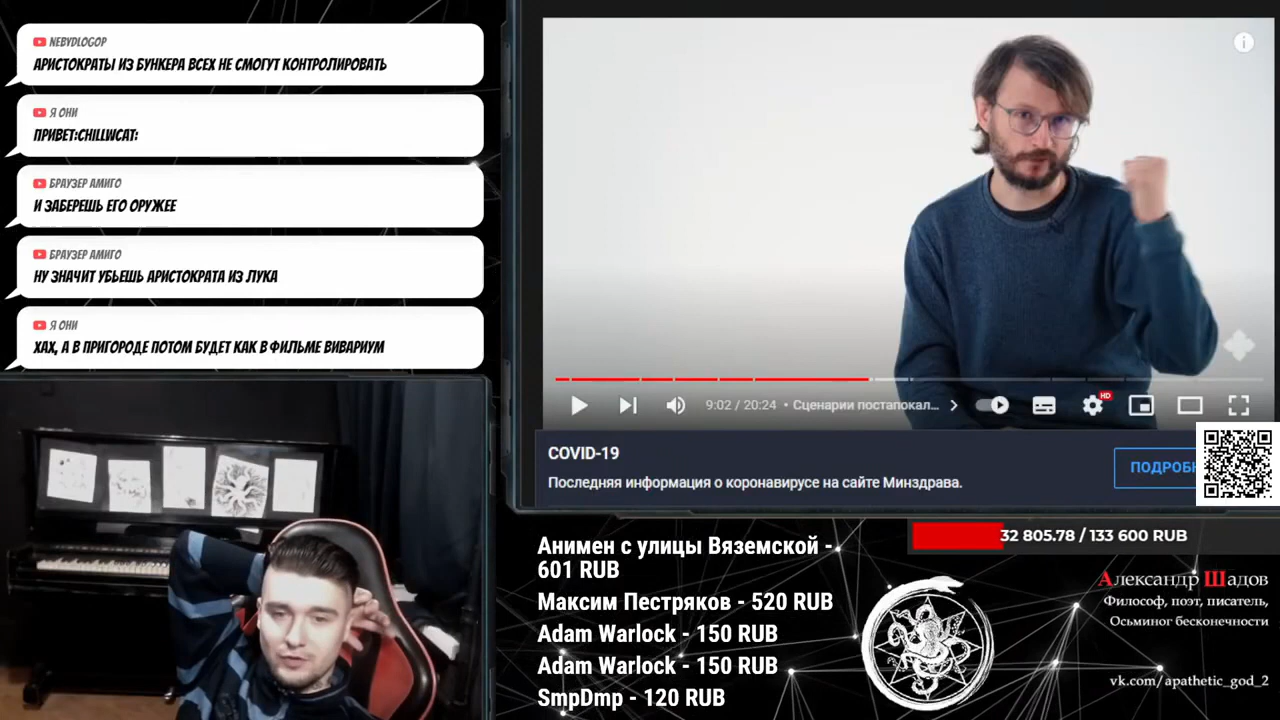 NEBYDLOGOP
АРИСТОКРАТЫ ИЗ БУНКЕРА ВСЕХ НЕ СМОГУТ КОНТРОЛИРОВАТЬ
Я ОНИ
ПРИВЕТ:CHILLWCAT:
БРАУЗЕР АМИГО
И ЗАБЕРЕШЬ ЕГО ОРУЖЕЕ
БРАУЗЕР АМИГО
НУ ЗНАЧИТ УБЬЕШЬ АРИСТОКРАТА ИЗ ЛУКА
Я ОНИ
ХАХ, А В ПРИГОРОДЕ ПОТОМ БУДЕТ КАК В ФИЛЬМЕ ВИВАРИУМ
9:02 / 20:24 • Сценарии постапокал...
HD
COVID-19
Последняя информация о коронавирусе на сайте Минздрава.
ПОДРОБН
32 805.78 / 133 600 RUB
Анимен с улицы Вяземской -
601 RUB
Максим Пестряков - 520 RUB
Adam Warlock - 150 RUB
Adam Warlock - 150 RUB
SmpDmp - 120 RUB
Александр Шадов
Философ, поэт, писатель,
Осьминог бесконечности
vk.com/apathetic_god_2